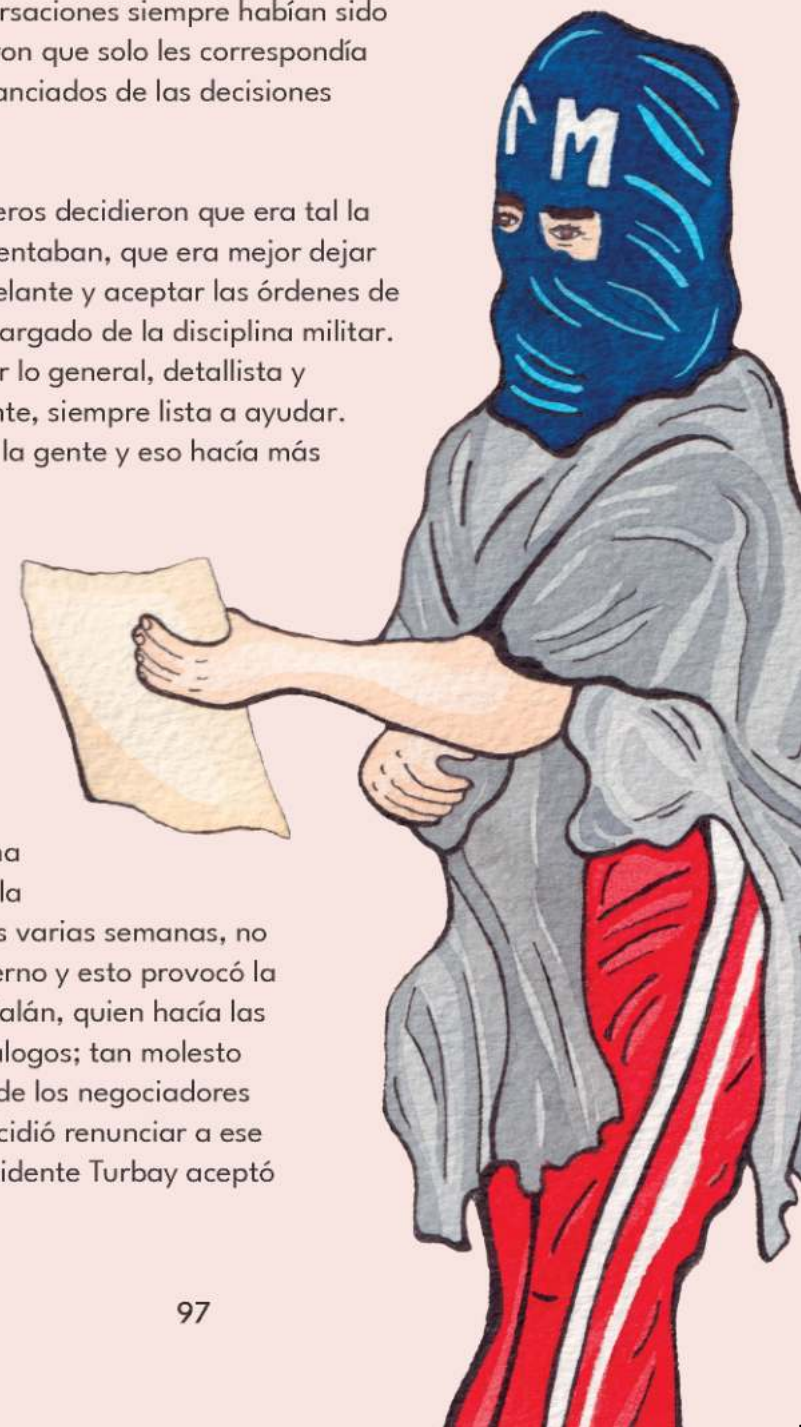 rsaciones siempre habían sido
ron que solo les correspondía
anciados de las decisiones
eros decidieron que era tal la
entaban, que era mejor dejar
elante y aceptar las órdenes de
argado de la disciplina militar.
r lo general, detallista y
nte, siempre lista a ayudar.
la gente y eso hacía más
M
na
la
s varias semanas, no
erno y esto provocó la
alán, quien hacía las
logos; tan molesto
de los negociadores
cidió renunciar a ese
idente Turbay aceptó
97